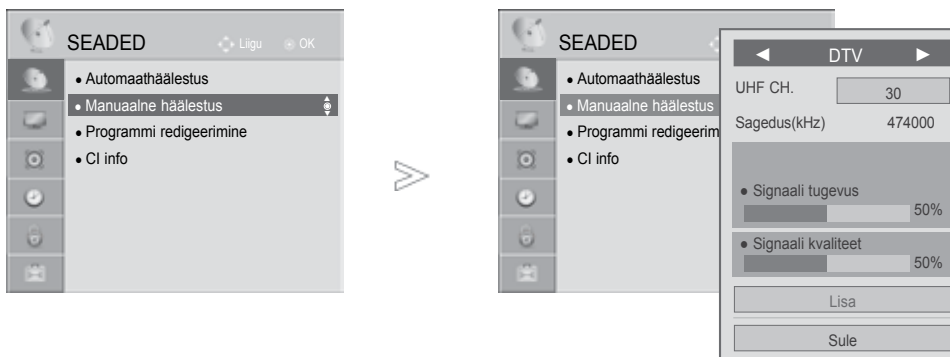 SEADED
Liigu OK
● Automaathäälestus
● Manuaalne häälestus
● Programmi redigeerimine
● CI info
SEADED
● Automaathäälestus
● Manuaalne häälestus
● Programmi redigeerim
● CI info
◄ DTV ►
UHF CH. 30
Sagedus(kHz) 474000
● Signaali tugevus
50%
● Signaali kvaliteet
50%
Lisa
Sule